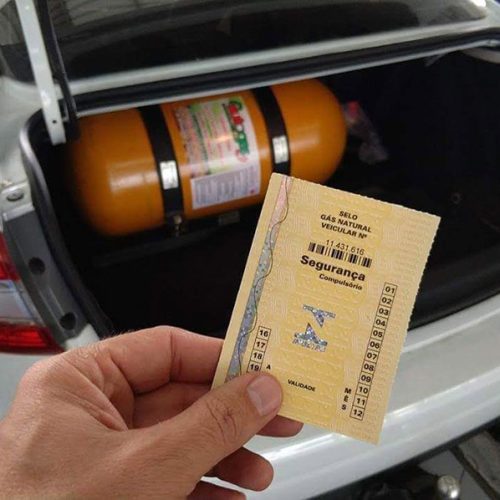 SELO
GÁS NATURAL
VEICULAR Nº
11.431.616
Segurança
Compulsório
01
02
03
04
05
06
07
08
09
10
11
12
16
17
18
19
A
VALIDADE
M
Ê
S